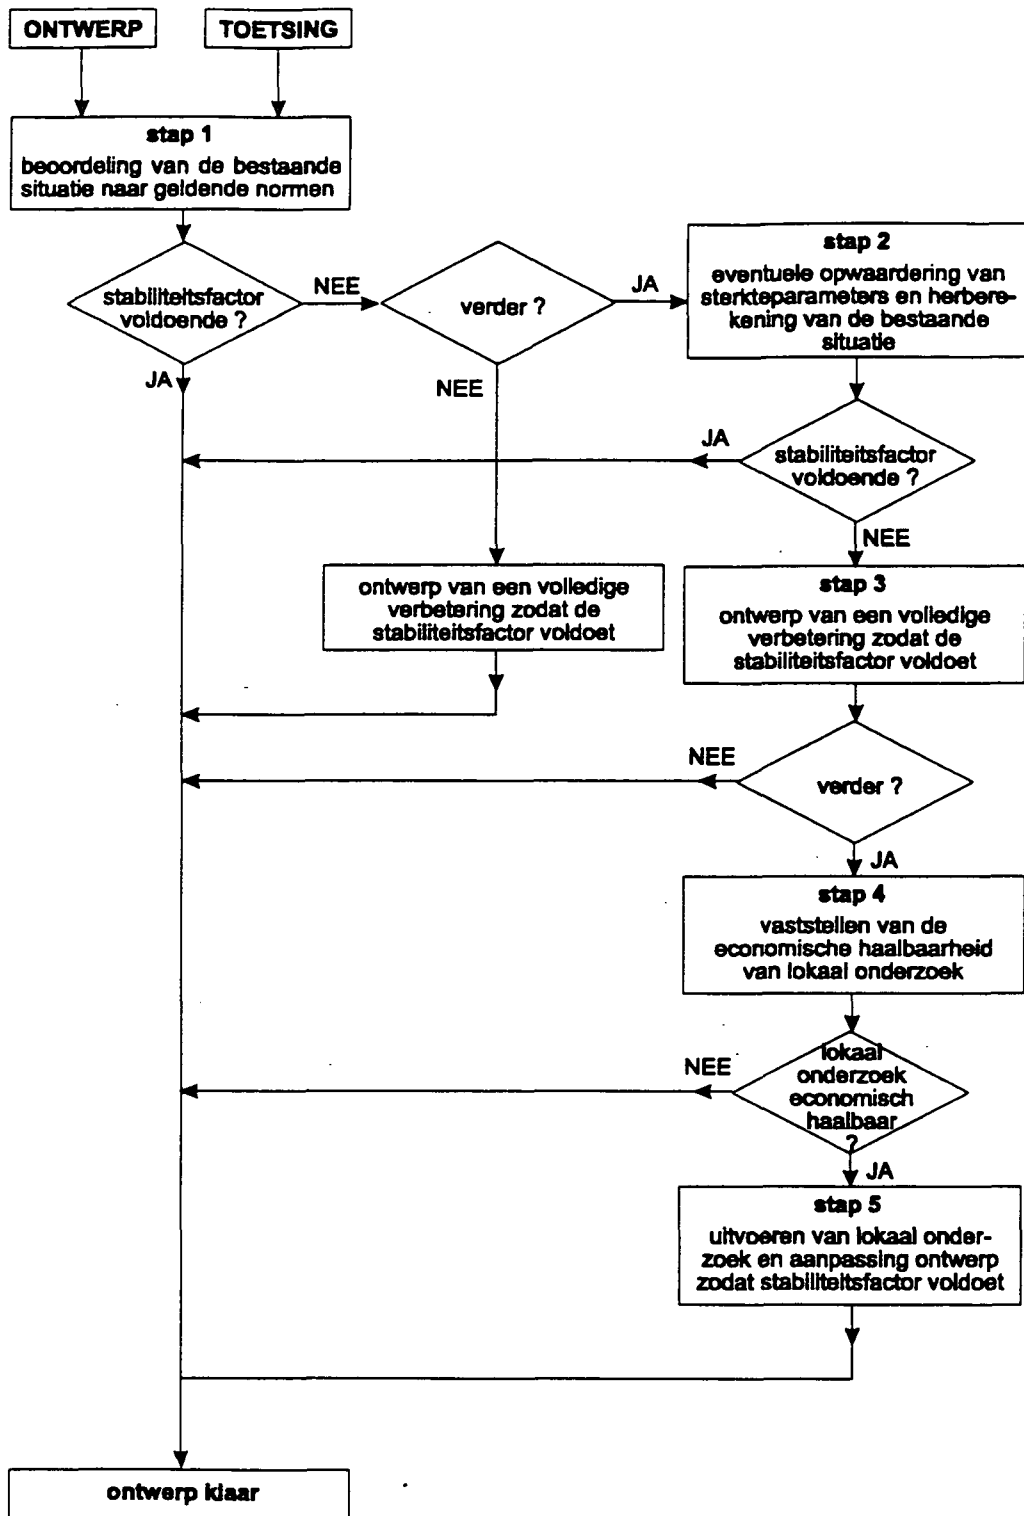 ONTWERP
TOETSING
stap 1
beoordeling van de bestaande
situatie naar geldende normen
stabiliteitsfactor
voldoende ?
NEE
JA
verder ?
JA
NEE
stap 2
eventuele opwaardering van
sterkteparameters en herbere-
kening van de bestaande
situatie
stabiliteitsfactor
voldoende ?
JA
NEE
ontwerp van een volledige
verbetering zodat de
stabiliteitsfactor voldoet
stap 3
ontwerp van een volledige
verbetering zodat de
stabiliteitsfactor voldoet
verder ?
NEE
JA
stap 4
vaststellen van de
economische haalbaarheid
van lokaal onderzoek
lokaal
onderzoek
economisch
haalbaar
?
NEE
JA
stap 5
uitvoeren van lokaal onder-
zoek en aanpassing ontwerp
zodat stabiliteitsfactor voldoet
ontwerp klaar